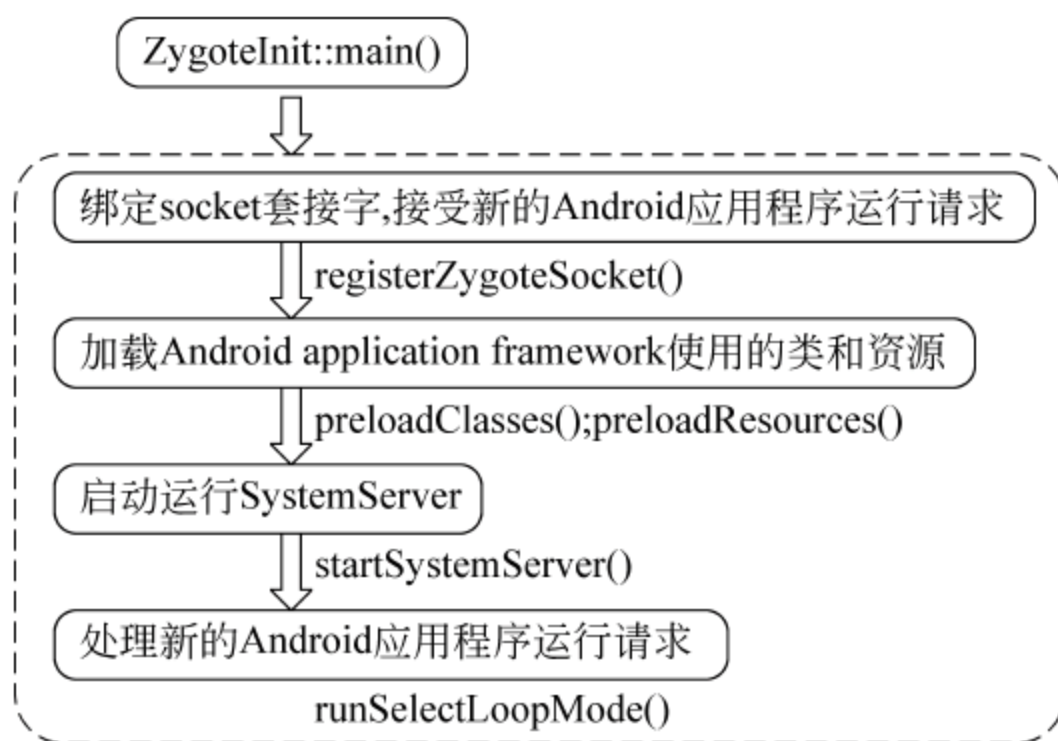 ZygoteInit::main()
绑定socket套接字,接受新的Android应用程序运行请求
registerZygoteSocket()
加载Android application framework使用的类和资源
preloadClasses();preloadResources()
启动运行SystemServer
startSystemServer()
处理新的Android应用程序运行请求
runSelectLoopMode()